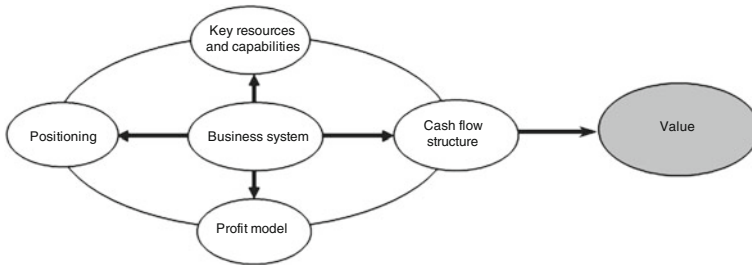 Key resources
and capabilities
Positioning
Business system
Cash flow
structure
Value
Profit model